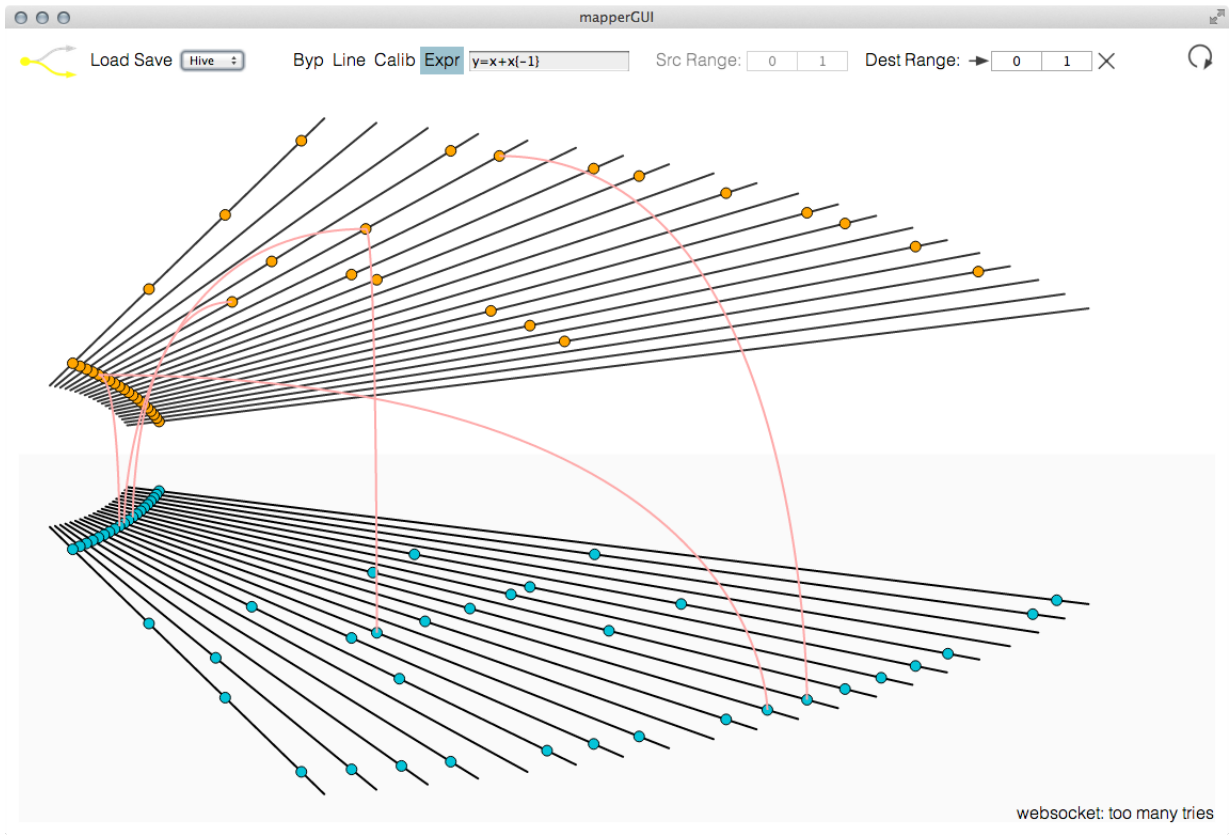 mapperGUI
Load Save Hive Byp Line Calib Expr y=x+x{-1} Src Range: 0 1 Dest Range: 0 1
websocket: too many tries